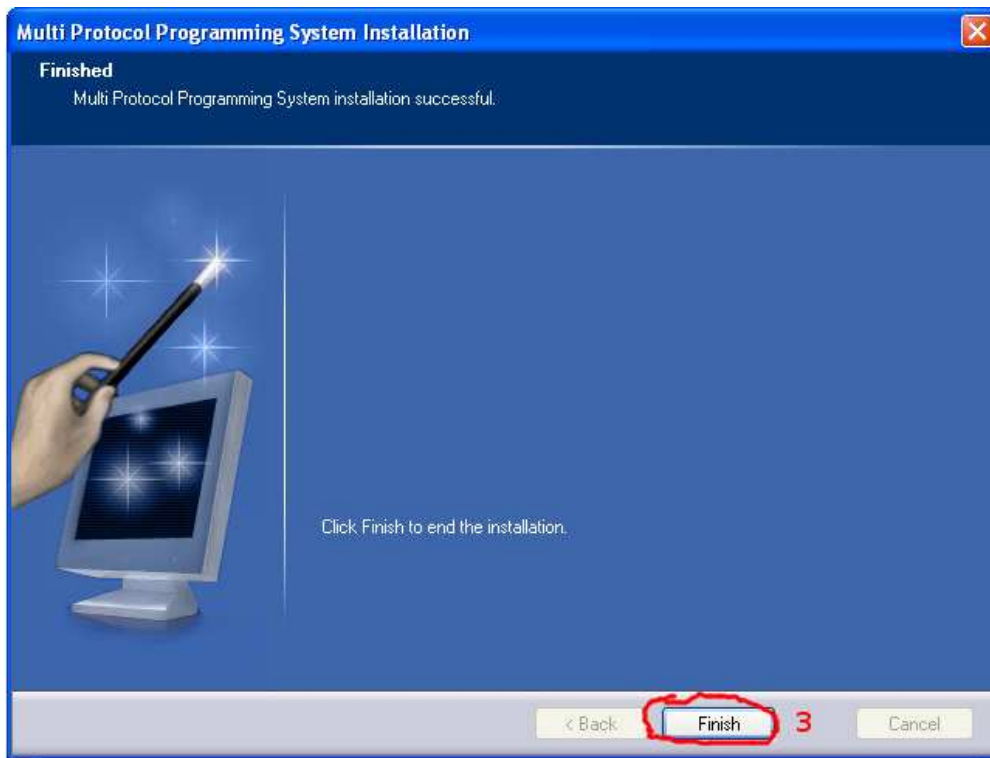 Multi Protocol Programming System Installation
Finished
Multi Protocol Programming System installation successful.
Click Finish to end the installation.
< Back
Finish
3
Cancel